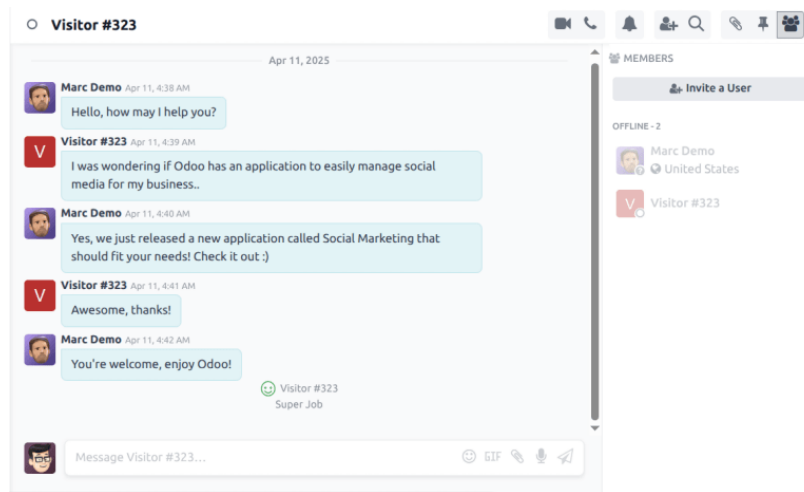 Visitor #323
Apr 11, 2025
Marc Demo Apr 11, 4:38 AM
Hello, how may I help you?
V
Visitor #323 Apr 11, 4:39 AM
I was wondering if Odoo has an application to easily manage social
media for my business..
Marc Demo Apr 11, 4:40 AM
Yes, we just released a new application called Social Marketing that
should fit your needs! Check it out :)
V
Visitor #323 Apr 11, 4:41 AM
Awesome, thanks!
Marc Demo Apr 11, 4:42 AM
You're welcome, enjoy Odoo!
Visitor #323
Super Job
Message Visitor #323...
GIF
MEMBERS
Invite a User
OFFLINE - 2
Marc Demo
United States
V
Visitor #323